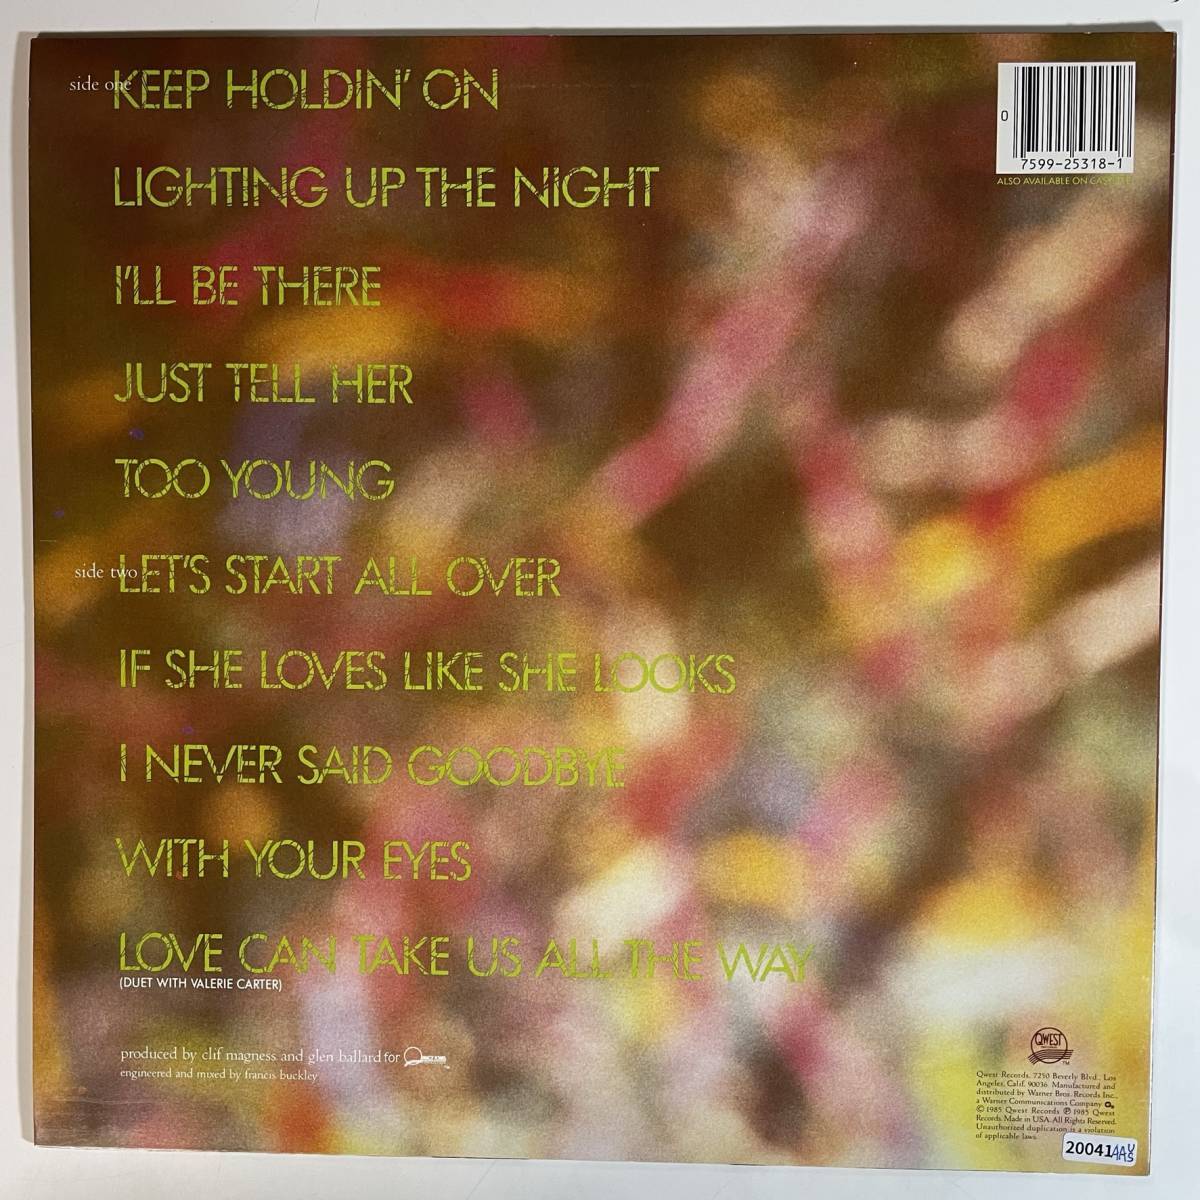 side one
KEEP HOLDIN' ON
LIGHTING UP THE NIGHT
I'LL BE THERE
JUST TELL HER
TOO YOUNG
side two
LET'S START ALL OVER
IF SHE LOVES LIKE SHE LOOKS
I NEVER SAID GOODBYE
WITH YOUR EYES
LOVE CAN TAKE US ALL THE WAY
(DUET WITH VALERIE CARTER)
produced by clif magness and glen ballard for
engineered and mixed by francis buckley
0
7599-25318-1
ALSO AVAILABLE ON CASSETTE
QWEST
TM
Qwest Records, 7250 Beverly Blvd., Los
Angeles, Calif. 90036. Manufactured and
distributed by Warner Bros. Records Inc.,
a Warner Communications Company
© 1985 Qwest Records ℗ 1985 Qwest
Records. Made in USA. All Rights Reserved.
Unauthorized duplication is a violation
of applicable laws.
20041